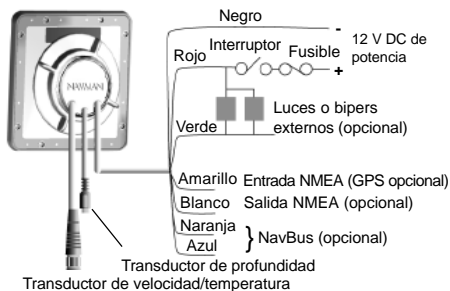 Negro
-
12 V DC de
potencia
Rojo
Interruptor
Fusible
+
Luces o bipers
externos (opcional)
Verde
NAVMAN
Amarillo Entrada NMEA (GPS opcional)
Blanco Salida NMEA (opcional)
Naranja
Azul
} NavBus (opcional)
Transductor de profundidad
Transductor de velocidad/temperatura